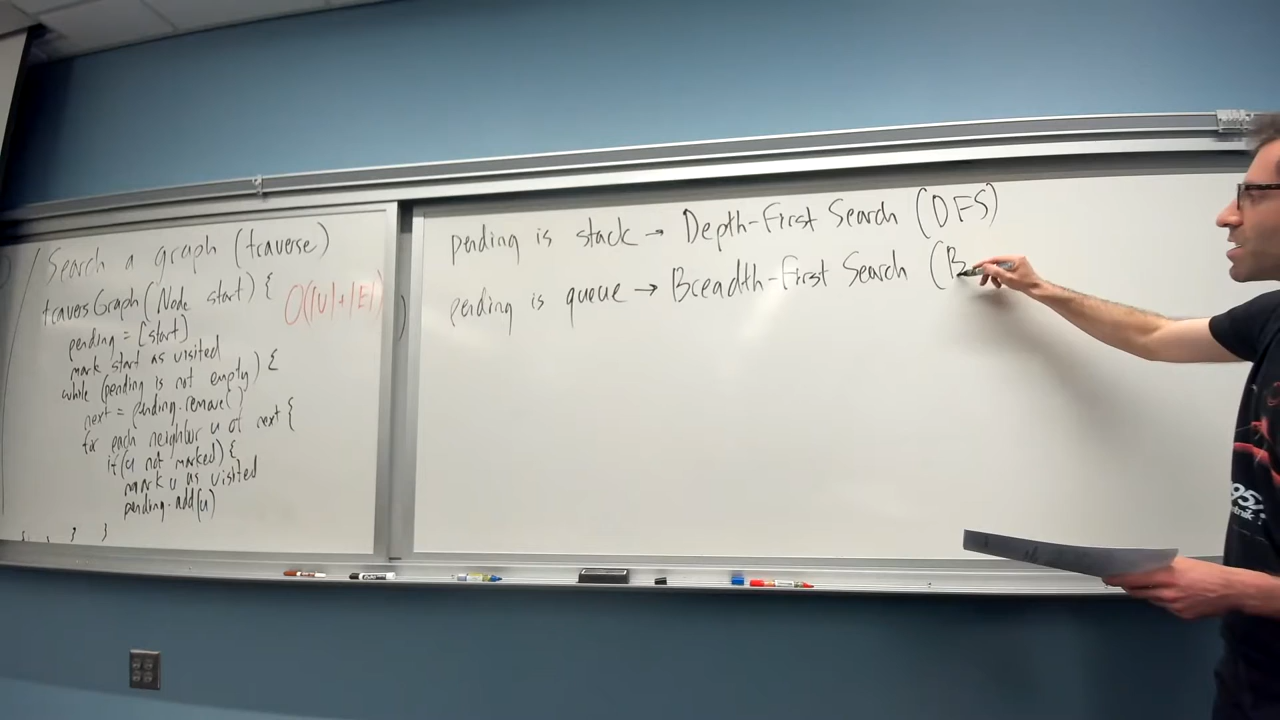 Search a graph (traverse)
traversGraph(Node start) {
O(|V|+|E|)
pending = [start]
mark start as visited
while (pending is not empty) {
next = pending.remove()
for each neighbor u of next {
if (u not marked) {
mark u as visited
pending.add(u)
} }
pending is stack → Depth-First Search (DFS)
pending is queue → Breadth-First Search (B
95